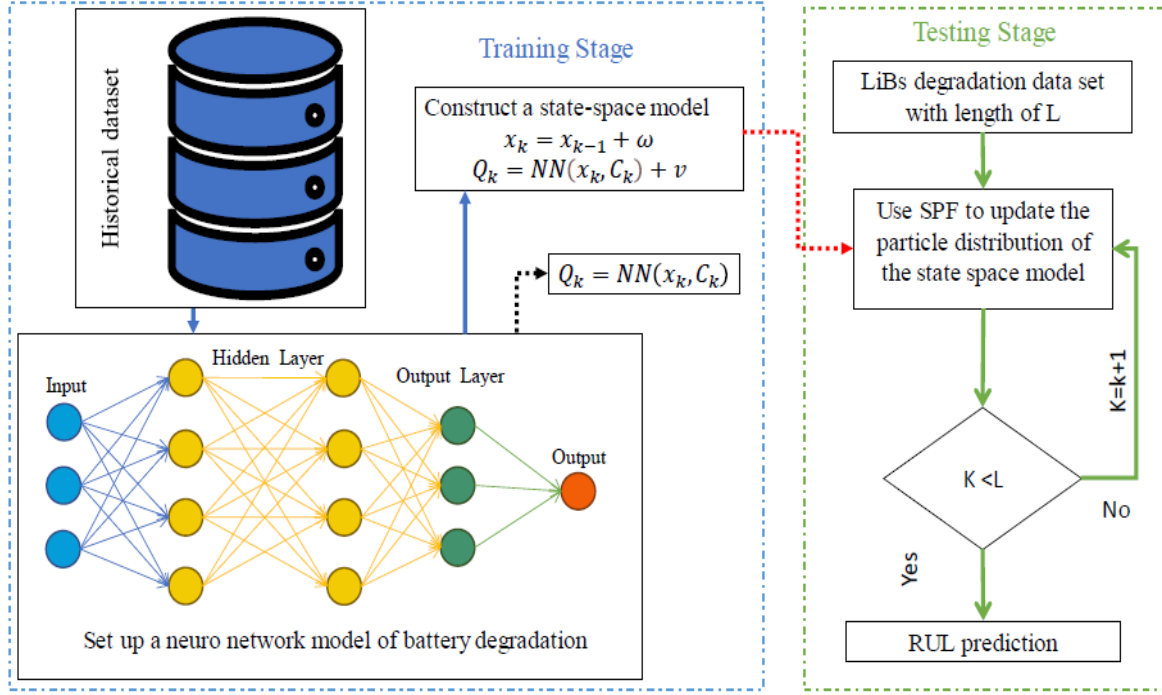 Training Stage
Historical dataset
Construct a state-space model
$x_k = x_{k-1} + \omega$
$Q_k = NN(x_k, C_k) + v$
$Q_k = NN(x_k, C_k)$
Input
Hidden Layer
Output Layer
Output
Set up a neuro network model of battery degradation
Testing Stage
LiBs degradation data set
with length of L
Use SPF to update the
particle distribution of
the state space model
K=k+1
K <L
No
Yes
RUL prediction